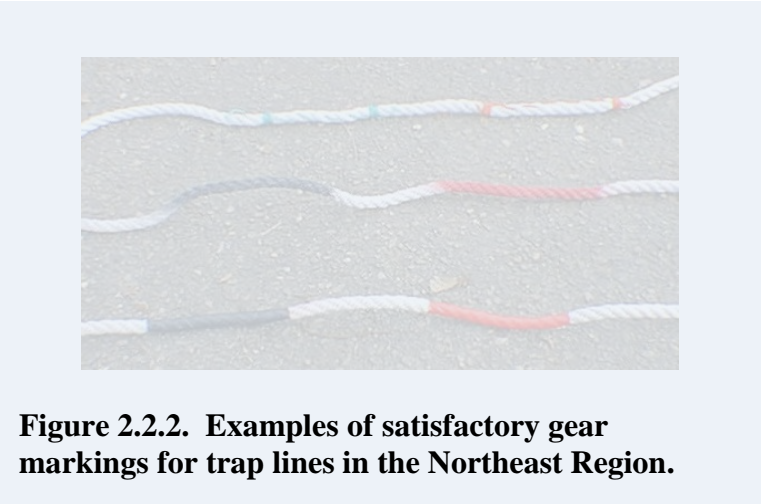 Figure 2.2.2.  Examples of satisfactory gear
markings for trap lines in the Northeast Region.